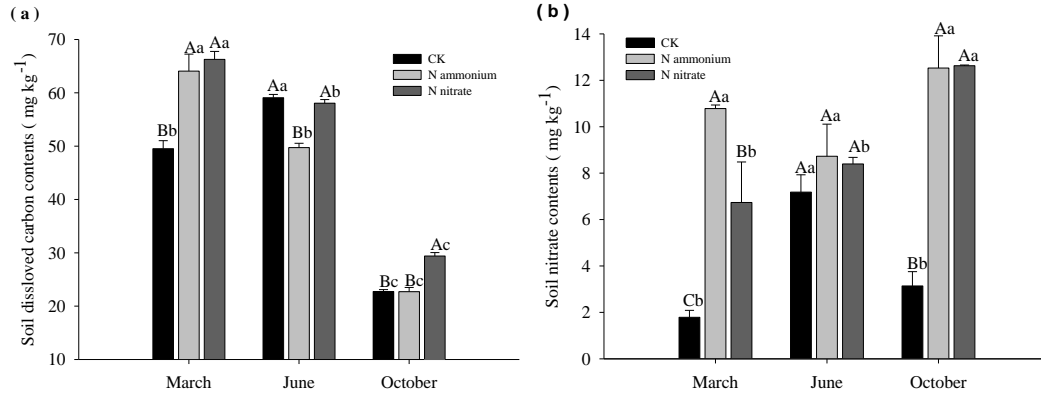 ( a )
Soil dissloved carbon contents ( mg kg-1)
70
60
50
40
30
20
10
CK
N ammonium
N nitrate
Bb
Aa
Aa
Aa
Bb
Ab
Bc
Bc
Ac
March
June
October
( b )
Soil nitrate contents ( mg kg-1)
14
12
10
8
6
4
2
0
CK
N ammonium
N nitrate
Cb
Aa
Bb
Aa
Aa
Ab
Bb
Aa
Aa
March
June
October